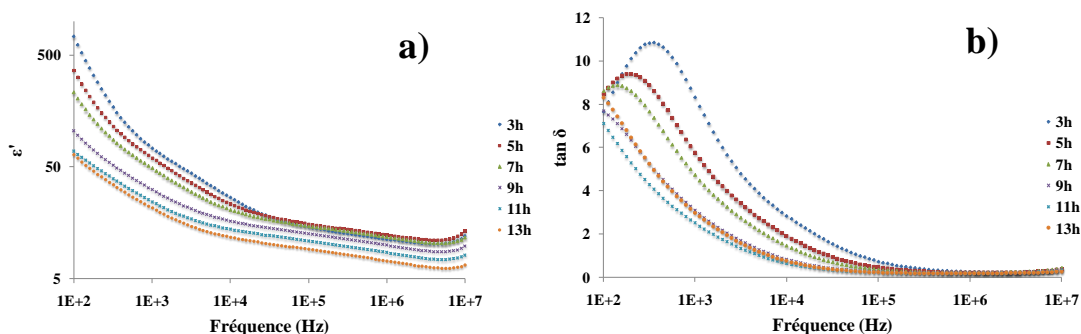 a)
ε'
500
50
5
1E+2 1E+3 1E+4 1E+5 1E+6 1E+7
Fréquence (Hz)
3h
5h
7h
9h
11h
13h
b)
tan δ
12
10
8
6
4
2
0
1E+2 1E+3 1E+4 1E+5 1E+6 1E+7
Fréquence (Hz)
3h
5h
7h
9h
11h
13h